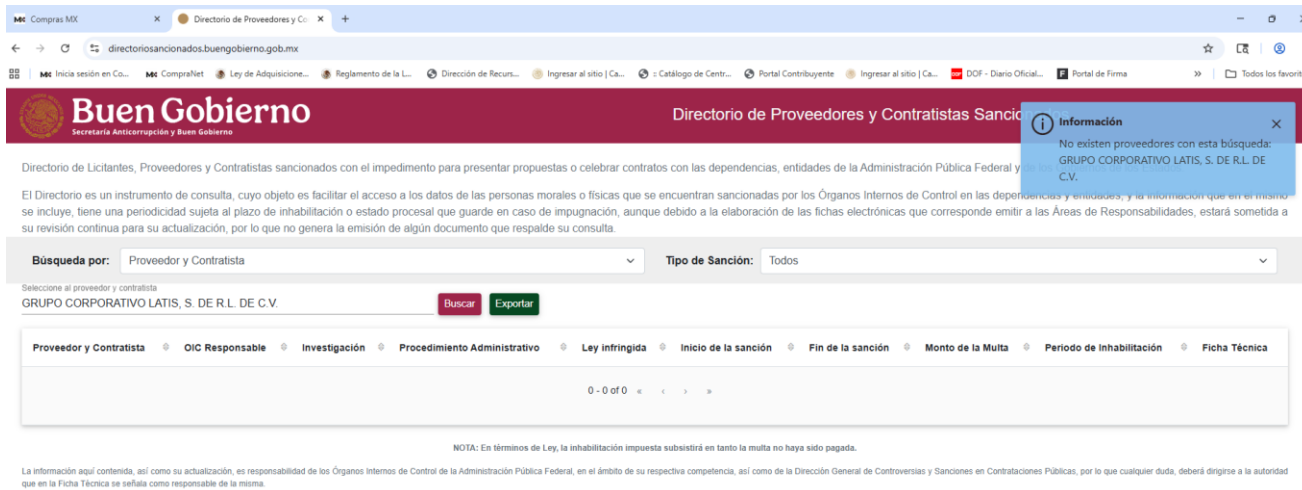 Compras MX
Directorio de Proveedores y Co
directoriosancionados.buengobierno.gob.mx
Inicia sesión en Co... CompraNet Ley de Adquisicione... Reglamento de la L... Dirección de Recurs... Ingresar al sitio | Ca... :: Catálogo de Centr... Portal Contribuyente Ingresar al sitio | Ca... DOF - Diario Oficial... Portal de Firma » Todos los favorit
Buen Gobierno
Secretaría Anticorrupción y Buen Gobierno
Directorio de Proveedores y Contratistas Sancio
Información
No existen proveedores con esta búsqueda:
GRUPO CORPORATIVO LATIS, S. DE R.L. DE
C.V.
Directorio de Licitantes, Proveedores y Contratistas sancionados con el impedimento para presentar propuestas o celebrar contratos con las dependencias, entidades de la Administración Pública Federal y de los
El Directorio es un instrumento de consulta, cuyo objeto es facilitar el acceso a los datos de las personas morales o físicas que se encuentran sancionadas por los Órganos Internos de Control en las dependencias y entidades, y la información que en el mismo
se incluye, tiene una periodicidad sujeta al plazo de inhabilitación o estado procesal que guarde en caso de impugnación, aunque debido a la elaboración de las fichas electrónicas que corresponde emitir a las Áreas de Responsabilidades, estará sometida a
su revisión continua para su actualización, por lo que no genera la emisión de algún documento que respalde su consulta.
Búsqueda por: Proveedor y Contratista Tipo de Sanción: Todos
Seleccione al proveedor y contratista
GRUPO CORPORATIVO LATIS, S. DE R.L. DE C.V. Buscar Exportar
Proveedor y Contratista OIC Responsable Investigación Procedimiento Administrativo Ley infringida Inicio de la sanción Fin de la sanción Monto de la Multa Periodo de Inhabilitación Ficha Técnica
0 - 0 of 0 « ‹ › »
NOTA: En términos de Ley, la inhabilitación impuesta subsistirá en tanto la multa no haya sido pagada.
La información aquí contenida, así como su actualización, es responsabilidad de los Órganos Internos de Control de la Administración Pública Federal, en el ámbito de su respectiva competencia, así como de la Dirección General de Controversias y Sanciones en Contrataciones Públicas, por lo que cualquier duda, deberá dirigirse a la autoridad
que en la Ficha Técnica se señala como responsable de la misma.